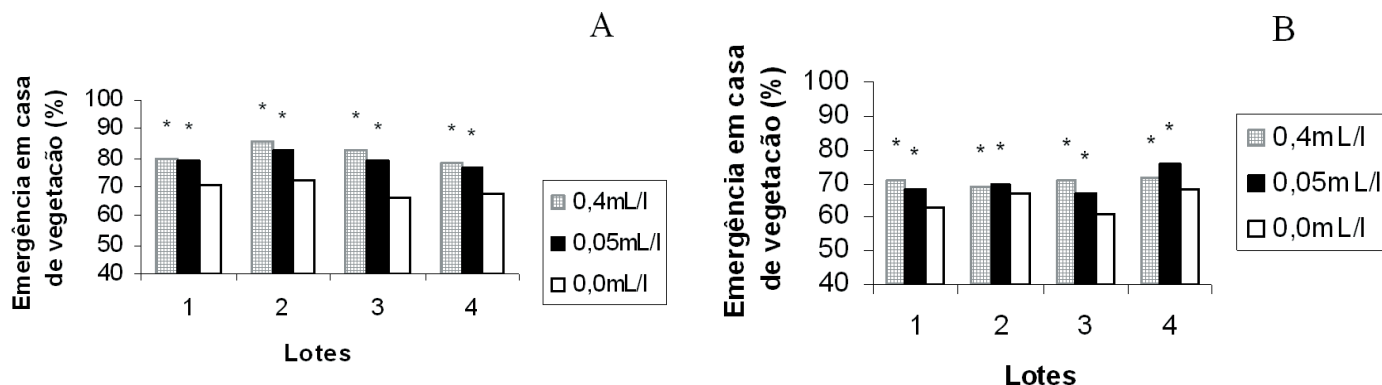 A
Emergência em casa
de vegetacão (%)
100
90
80
70
60
50
40
* * * * * * * *
1 2 3 4
Lotes
0,4mL/l
0,05mL/l
0,0mL/l
B
Emergência em casa
de vegetacão (%)
100
90
80
70
60
50
40
* * * * * * * *
1 2 3 4
Lotes
0,4mL/l
0,05mL/l
0,0mL/l